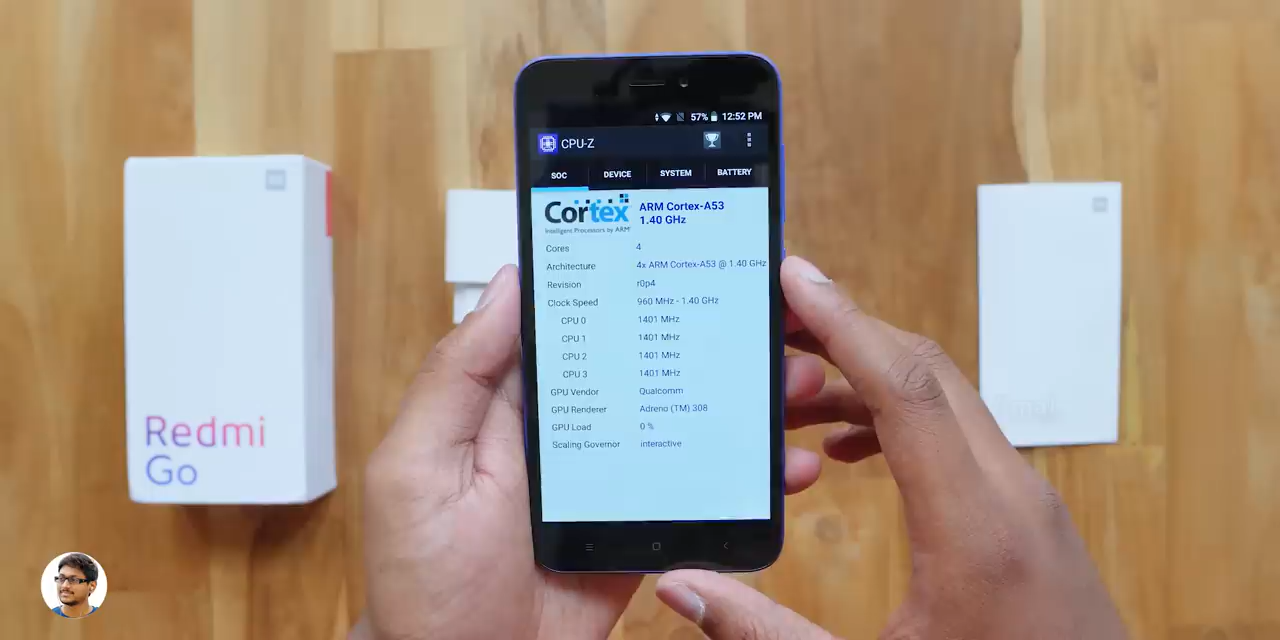 57% 12:52 PM
CPU-Z
SOC DEVICE SYSTEM BATTERY
Cortex
Intelligent Processors by ARM
ARM Cortex-A53
1.40 GHz
Cores 4
Architecture 4x ARM Cortex-A53 @ 1.40 GHz
Revision r0p4
Clock Speed 960 MHz - 1.40 GHz
CPU 0 1401 MHz
CPU 1 1401 MHz
CPU 2 1401 MHz
CPU 3 1401 MHz
GPU Vendor Qualcomm
GPU Renderer Adreno (TM) 308
GPU Load 0 %
Scaling Governor interactive
Redmi
Go